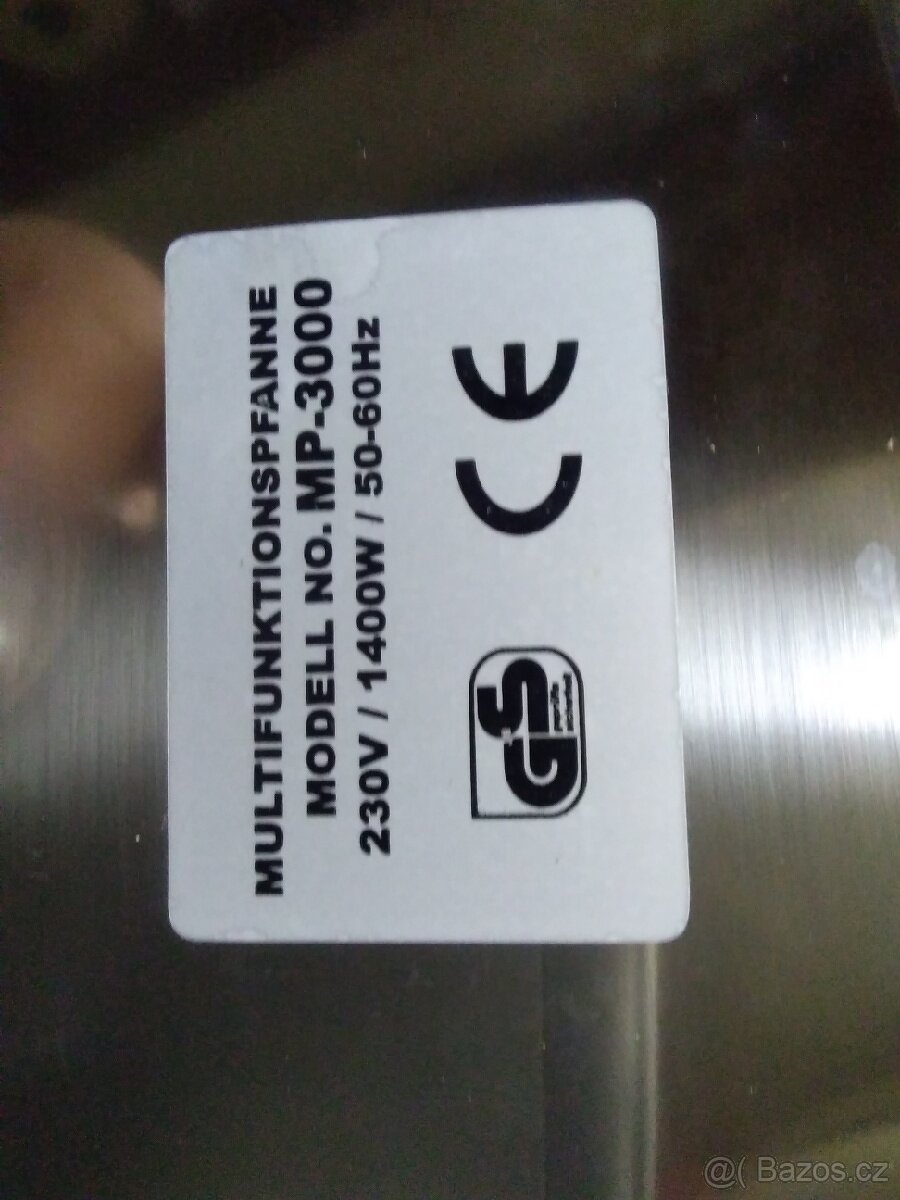 MULTIFUNKTIONSPFANNE
MODELL NO. MP-3000
230V / 1400W / 50-60Hz
GS
CE
@( Bazos.cz